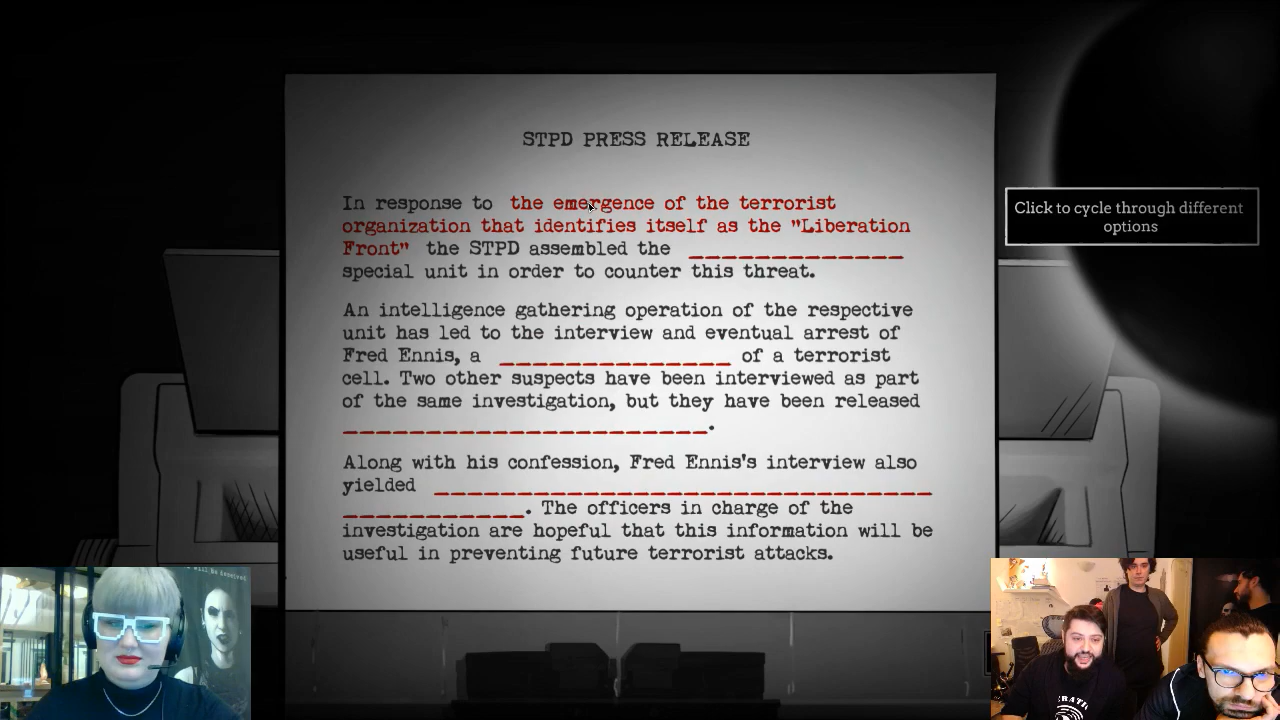 STPD PRESS RELEASE
In response to the emergence of the terrorist
organization that identifies itself as the "Liberation
Front" the STPD assembled the ______________
special unit in order to counter this threat.
An intelligence gathering operation of the respective
unit has led to the interview and eventual arrest of
Fred Ennis, a _______________ of a terrorist
cell. Two other suspects have been interviewed as part
of the same investigation, but they have been released
________________________.
Along with his confession, Fred Ennis's interview also
yielded _________________________________
____________. The officers in charge of the
investigation are hopeful that this information will be
useful in preventing future terrorist attacks.
Click to cycle through different
options